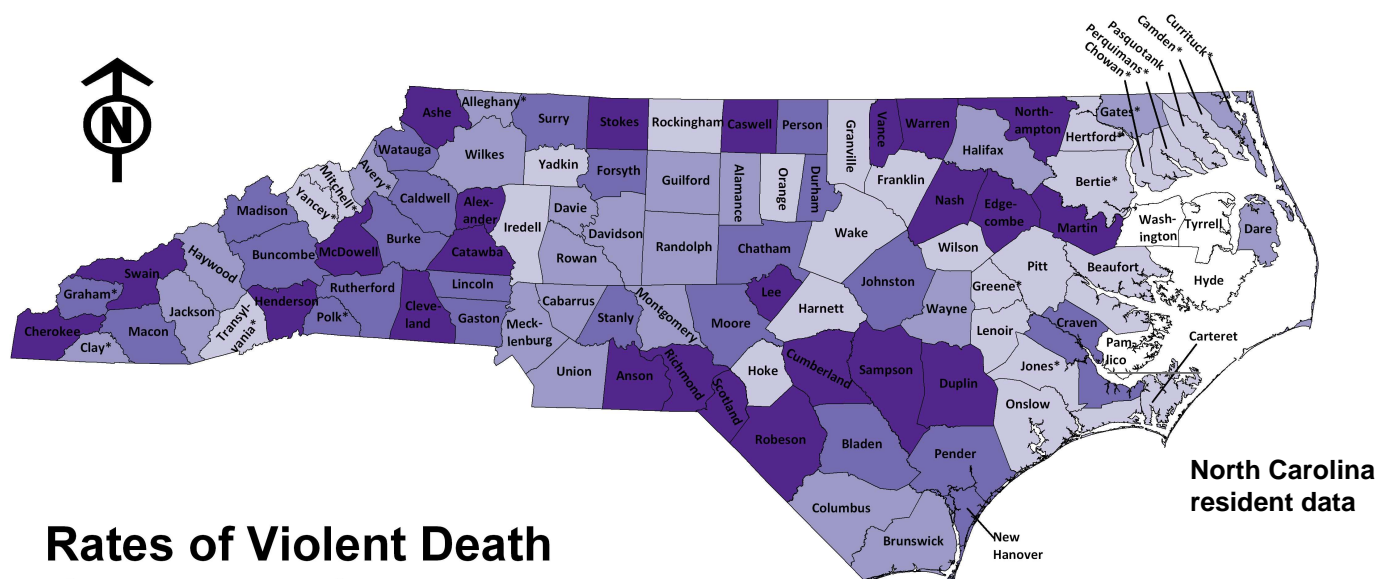 Currituck*
Camden*
Pasquotank
Perquimans*
Chowan*
N
Ashe
Alleghany*
Surry
Stokes
Rockingham
Caswell
Person
Granville
Vance
Warren
North-
ampton
Gates*
Hertford*
Halifax
Watauga
Wilkes
Yadkin
Forsyth
Guilford
Alamance
Orange
Durham
Franklin
Bertie*
Avery*
Mitchell*
Yancey*
Caldwell
Alex-
ander
Iredell
Davie
Davidson
Randolph
Chatham
Wake
Nash
Edge-
combe
Martin
Wash-
ington
Tyrrell
Dare
Madison
Buncombe
McDowell
Burke
Catawba
Rowan
Wilson
Pitt
Beaufort
Hyde
Haywood
Swain
Graham*
Jackson
Rutherford
Lincoln
Cleve-
land
Gaston
Cabarrus
Stanly
Montgomery
Moore
Lee
Harnett
Johnston
Wayne
Greene*
Lenoir
Craven
Pam-
lico
Carteret
Cherokee
Clay*
Macon
Transyl-
vania*
Henderson
Polk*
Meck-
lenburg
Union
Anson
Richmond
Scotland
Hoke
Cumberland
Sampson
Duplin
Jones*
Onslow
Robeson
Bladen
Pender
Columbus
Brunswick
New
Hanover
North Carolina
resident data
Rates of Violent Death